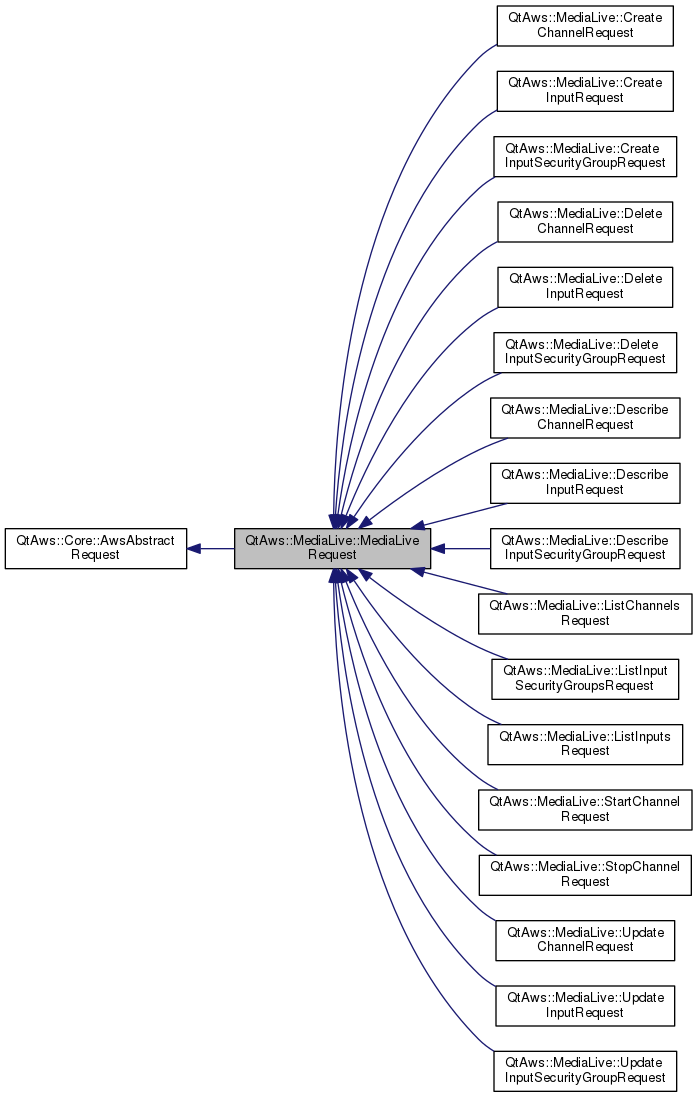 QtAws::MediaLive::Create
ChannelRequest
QtAws::MediaLive::Create
InputRequest
QtAws::MediaLive::Create
InputSecurityGroupRequest
QtAws::MediaLive::Delete
ChannelRequest
QtAws::MediaLive::Delete
InputRequest
QtAws::MediaLive::Delete
InputSecurityGroupRequest
QtAws::MediaLive::Describe
ChannelRequest
QtAws::MediaLive::Describe
InputRequest
QtAws::Core::AwsAbstract
Request
QtAws::MediaLive::MediaLive
Request
QtAws::MediaLive::Describe
InputSecurityGroupRequest
QtAws::MediaLive::ListChannels
Request
QtAws::MediaLive::ListInput
SecurityGroupsRequest
QtAws::MediaLive::ListInputs
Request
QtAws::MediaLive::StartChannel
Request
QtAws::MediaLive::StopChannel
Request
QtAws::MediaLive::Update
ChannelRequest
QtAws::MediaLive::Update
InputRequest
QtAws::MediaLive::Update
InputSecurityGroupRequest